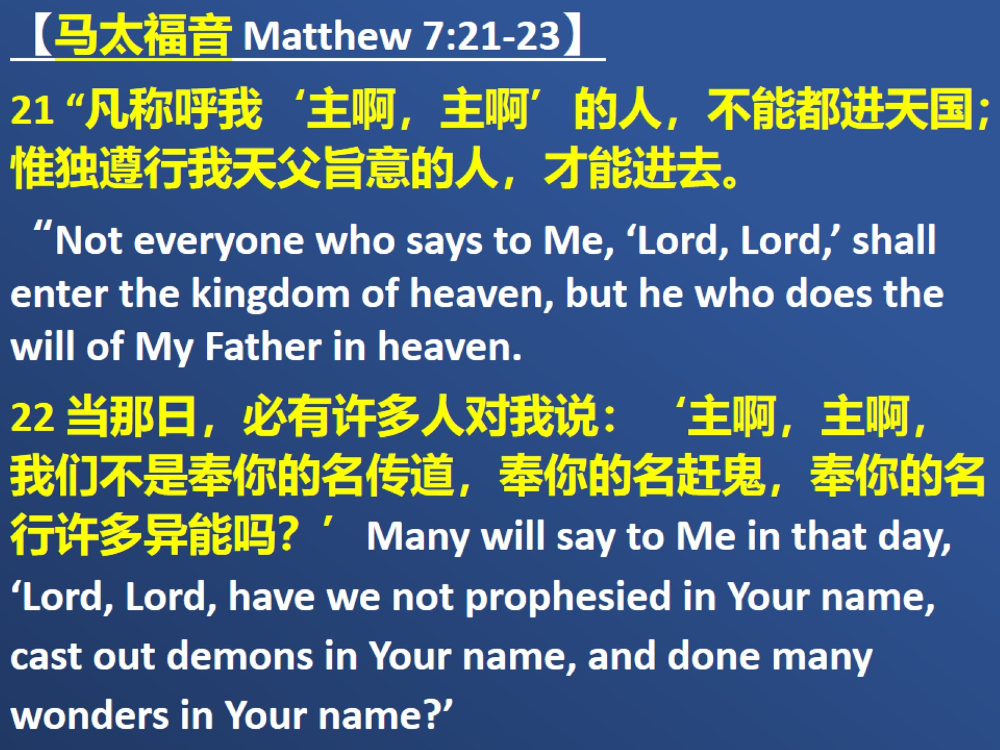 【马太福音 Matthew 7:21-23】
21 “凡称呼我‘主啊，主啊’的人，不能都进天国；
惟独遵行我天父旨意的人，才能进去。
“Not everyone who says to Me, ‘Lord, Lord,’ shall
enter the kingdom of heaven, but he who does the
will of My Father in heaven.
22 当那日，必有许多人对我说：‘主啊，主啊，
我们不是奉你的名传道，奉你的名赶鬼，奉你的名
行许多异能吗？’ Many will say to Me in that day,
‘Lord, Lord, have we not prophesied in Your name,
cast out demons in Your name, and done many
wonders in Your name?’